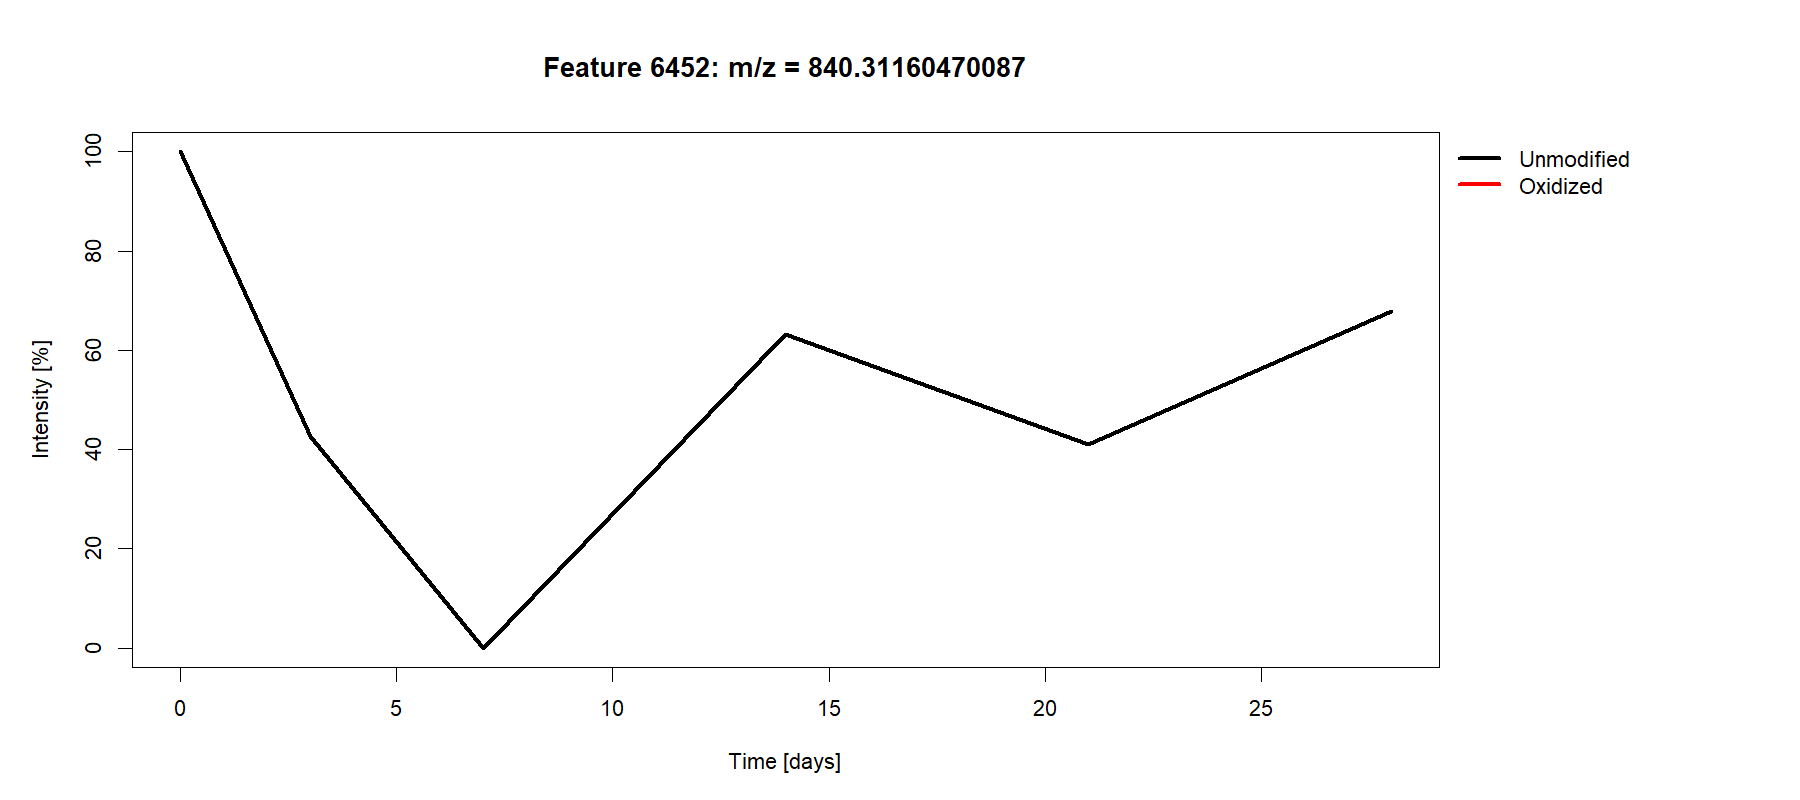 Feature 6452: m/z = 840.31160470087
Unmodified
Oxidized
Intensity [%]
100
80
60
40
20
0
0 5 10 15 20 25
Time [days]